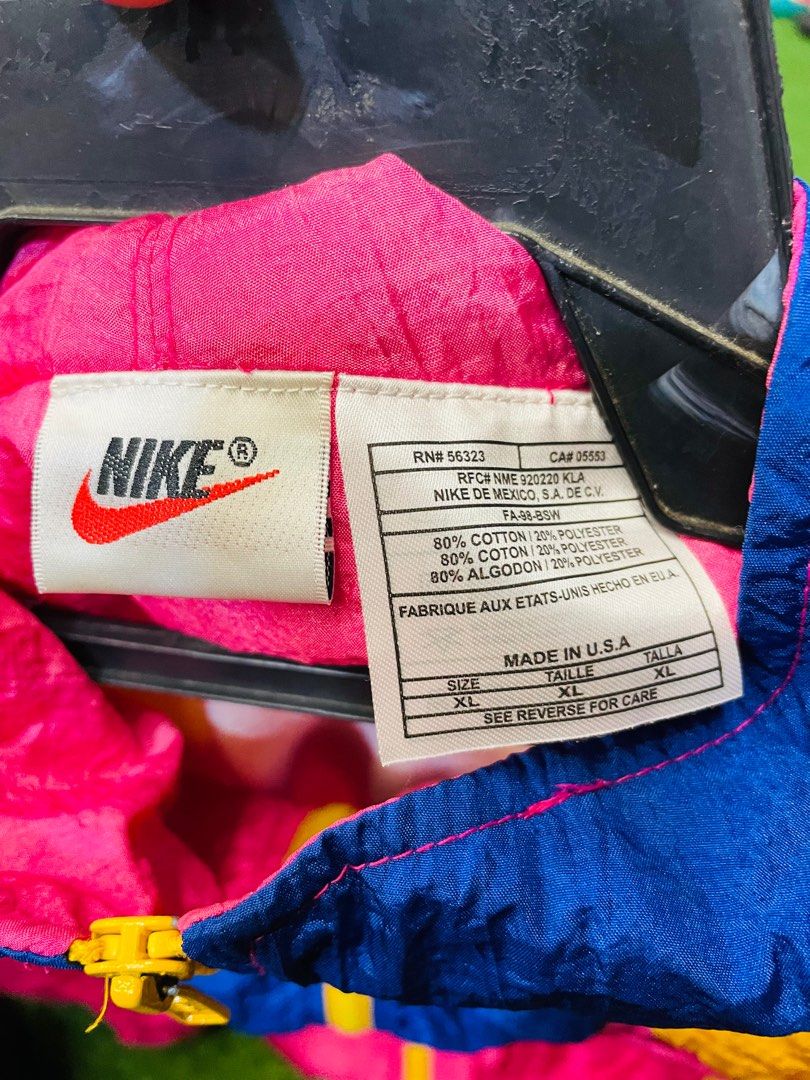 NIKE®
RN# 56323 CA# 05553
RFC# NME 920220 KLA
NIKE DE MEXICO, S.A. DE C.V.
FA-98-BSW
80% COTTON / 20% POLYESTER
80% COTON / 20% POLYESTER
80% ALGODON / 20% POLYESTER
FABRIQUE AUX ETATS-UNIS HECHO EN EU.A.
MADE IN U.S.A
SIZE TAILLE TALLA
XL XL XL
SEE REVERSE FOR CARE